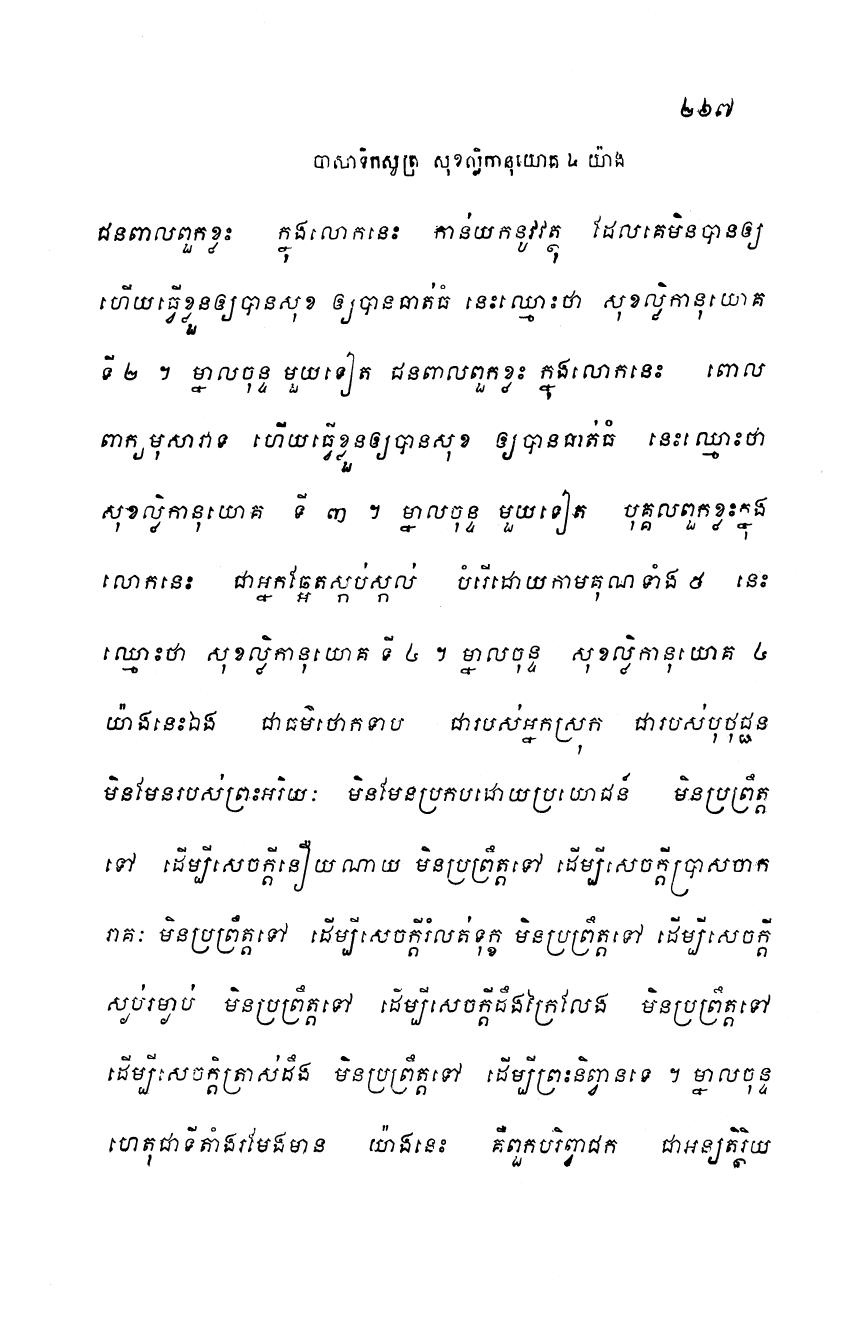 ២៦៧
បាសាទិកសូត្រ សុខល្លិកានុយោគ ៤ យ៉ាង
ជនពាលពួកខ្លះ ក្នុងលោកនេះ កាន់យកនូវវត្ថុ ដែលគេមិនបានឲ្យ
ហើយធ្វើខ្លួនឲ្យបានសុខ ឲ្យបានធាត់ធំ នេះឈ្មោះថា សុខល្លិកានុយោគ
ទី ២ ។ ម្នាលចុន្ទ មួយទៀត ជនពាលពួកខ្លះ ក្នុងលោកនេះ ពោល
ពាក្យមុសាវាទ ហើយធ្វើខ្លួនឲ្យបានសុខ ឲ្យបានធាត់ធំ នេះឈ្មោះថា
សុខល្លិកានុយោគ ទី ៣ ។ ម្នាលចុន្ទ មួយទៀត បុគ្គលពួកខ្លះក្នុង
លោកនេះ ជាអ្នកឆ្អែតស្កប់ស្កល់ បំរើដោយកាមគុណទាំង ៥ នេះ
ឈ្មោះថា សុខល្លិកានុយោគ ទី ៤ ។ ម្នាលចុន្ទ សុខល្លិកានុយោគ ៤
យ៉ាងនេះឯង ជាធម៌ថោកទាប ជារបស់អ្នកស្រុក ជារបស់បុថុជ្ជន
មិនមែនរបស់ព្រះអរិយៈ មិនមែនប្រកបដោយប្រយោជន៍ មិនប្រព្រឹត្ត
ទៅ ដើម្បីសេចក្តីនឿយណាយ មិនប្រព្រឹត្តទៅ ដើម្បីសេចក្តីប្រាសចាក
រាគៈ មិនប្រព្រឹត្តទៅ ដើម្បីសេចក្តីរំលត់ទុក្ខ មិនប្រព្រឹត្តទៅ ដើម្បីសេចក្តី
ស្ងប់រម្ងាប់ មិនប្រព្រឹត្តទៅ ដើម្បីសេចក្តីដឹងក្រៃលែង មិនប្រព្រឹត្តទៅ
ដើម្បីសេចក្តីត្រាស់ដឹង មិនប្រព្រឹត្តទៅ ដើម្បីព្រះនិព្វានទេ ។ ម្នាលចុន្ទ
ហេតុជាទីតាំងរមែងមាន យ៉ាងនេះ គឺពួកបរិព្វាជក ជាអន្យតិរ្ថិយ